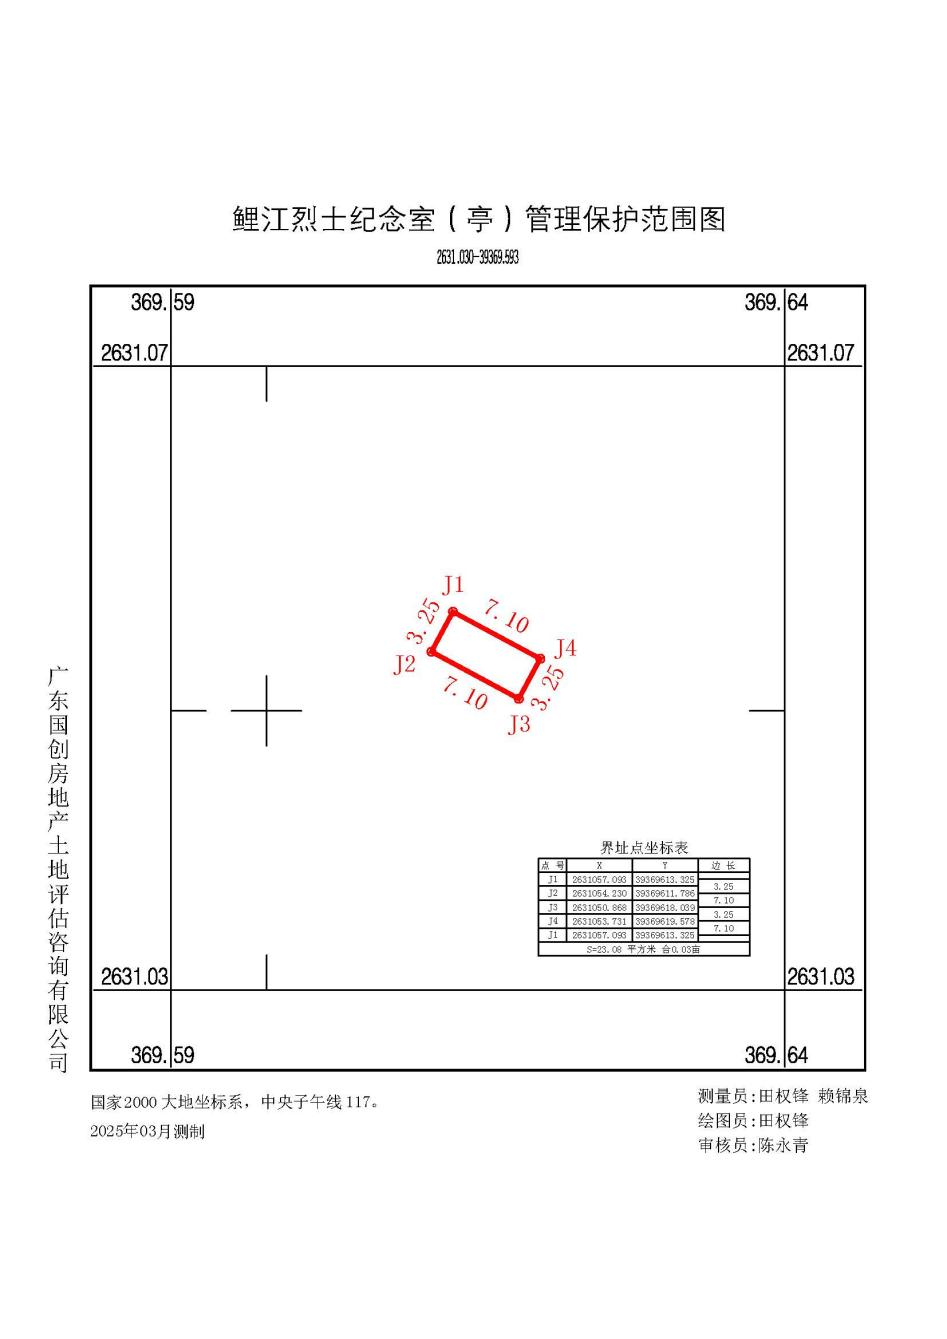 鲤江烈士纪念室（亭）管理保护范围图
2631.030-39369.593
369.59
369.64
2631.07
2631.07
J1
3.25
7.10
J4
J2
7.10
3.25
J3
广东国创房地产土地评估咨询有限公司
界址点坐标表
点号 X Y 边长
J1 2631057.093 39369613.325
3.25
J2 2631054.230 39369611.786
7.10
J3 2631050.868 39369618.039
3.25
J4 2631053.731 39369619.578
7.10
J1 2631057.093 39369613.325
S=23.08 平方米 合0.03亩
2631.03
2631.03
369.59
369.64
国家2000大地坐标系，中央子午线117。
2025年03月测制
测量员:田权锋 赖锦泉
绘图员:田权锋
审核员:陈永青